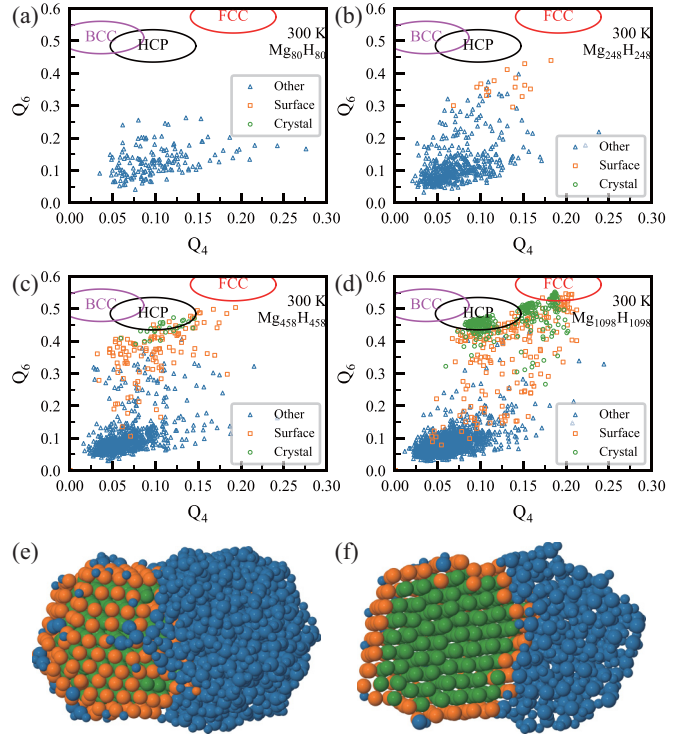 (a)
0.6
0.5
0.4
0.3
0.2
0.1
0.0
Q6
BCC
HCP
FCC
300 K
Mg80H80
Other
Surface
Crystal
0.00 0.05 0.10 0.15 0.20 0.25 0.30
Q4
(b)
0.6
0.5
0.4
0.3
0.2
0.1
0.0
Q6
BCC
HCP
FCC
300 K
Mg248H248
Other
Surface
Crystal
0.00 0.05 0.10 0.15 0.20 0.25 0.30
Q4
(c)
0.6
0.5
0.4
0.3
0.2
0.1
0.0
Q6
BCC
HCP
FCC
300 K
Mg458H458
Other
Surface
Crystal
0.00 0.05 0.10 0.15 0.20 0.25 0.30
Q4
(d)
0.6
0.5
0.4
0.3
0.2
0.1
0.0
Q6
BCC
HCP
FCC
300 K
Mg1098H1098
Other
Surface
Crystal
0.00 0.05 0.10 0.15 0.20 0.25 0.30
Q4
(e)
(f)